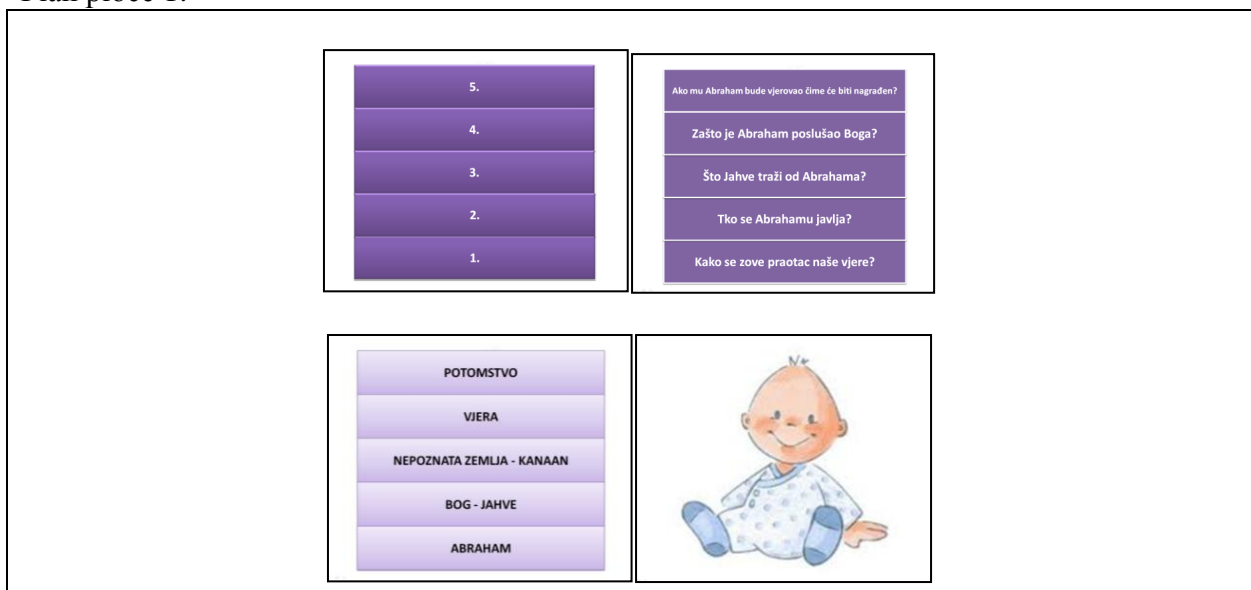 Plan ploče 1.
5.
4.
3.
2.
1.
Ako mu Abraham bude vjerovao čime će biti nagrađen?
Zašto je Abraham poslušao Boga?
Što Jahve traži od Abrahama?
Tko se Abrahamu javlja?
Kako se zove praotac naše vjere?
POTOMSTVO
VJERA
NEPOZNATA ZEMLJA - KANAAN
BOG - JAHVE
ABRAHAM